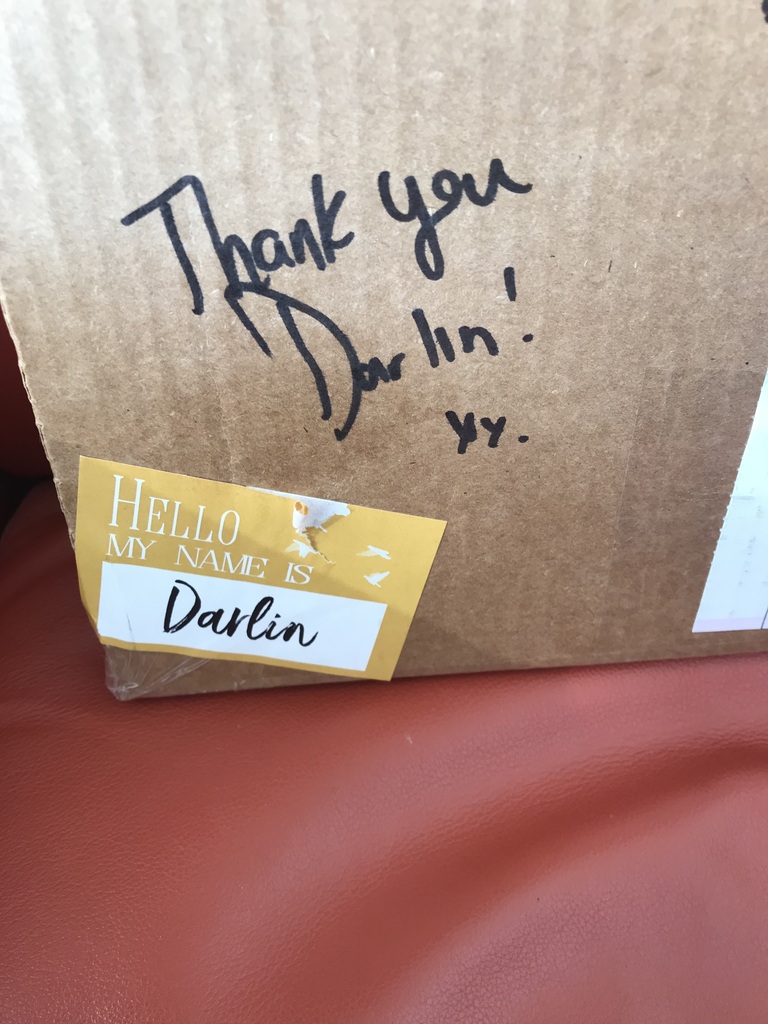 Thank you
Darlin!
xx.
HELLO
MY NAME IS
Darlin